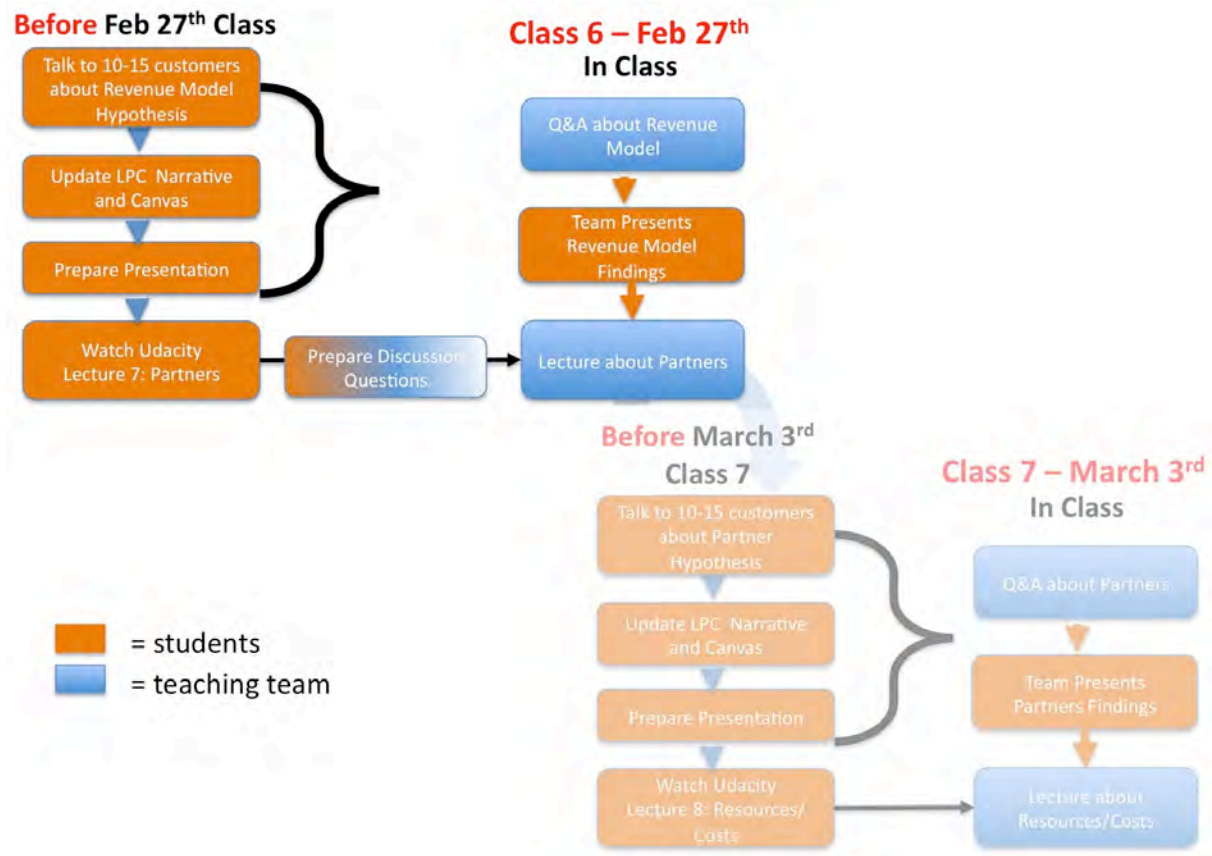 Before Feb 27th Class
Talk to 10-15 customers
about Revenue Model
Hypothesis
Update LPC Narrative
and Canvas
Prepare Presentation
Watch Udacity
Lecture 7: Partners
Prepare Discussion
Questions
Class 6 – Feb 27th
In Class
Q&A about Revenue
Model
Team Presents
Revenue Model
Findings
Lecture about Partners
Before March 3rd
Class 7
Talk to 10-15 customers
about Partner
Hypothesis
Update LPC Narrative
and Canvas
Prepare Presentation
Watch Udacity
Lecture 8: Resources/
Costs
Class 7 – March 3rd
In Class
Q&A about Partners
Team Presents
Partners Findings
Lecture about
Resources/Costs
= students
= teaching team